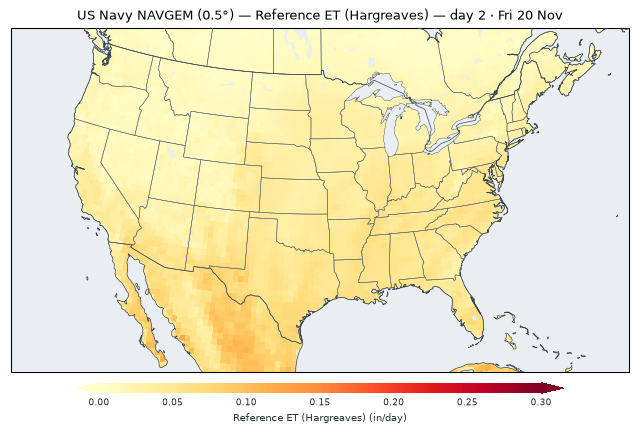 US Navy NAVGEM (0.5°) — Reference ET (Hargreaves) — day 2 · Fri 20 Nov
0.00 0.05 0.10 0.15 0.20 0.25 0.30
Reference ET (Hargreaves) (in/day)